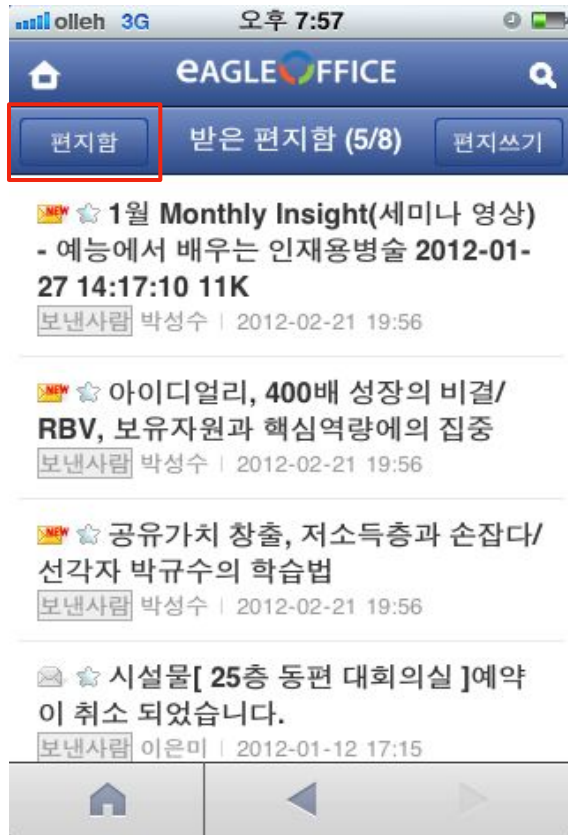 olleh 3G 오후 7:57
eAGLE OFFICE
편지함 받은 편지함 (5/8) 편지쓰기
NEW 1월 Monthly Insight(세미나 영상)
- 예능에서 배우는 인재용병술 2012-01-
27 14:17:10 11K
보낸사람 박성수 | 2012-02-21 19:56
NEW 아이디얼리, 400배 성장의 비결/
RBV, 보유자원과 핵심역량에의 집중
보낸사람 박성수 | 2012-02-21 19:56
NEW 공유가치 창출, 저소득층과 손잡다/
선각자 박규수의 학습법
보낸사람 박성수 | 2012-02-21 19:56
시설물[ 25층 동편 대회의실 ]예약
이 취소 되었습니다.
보낸사람 이은미 | 2012-01-12 17:15